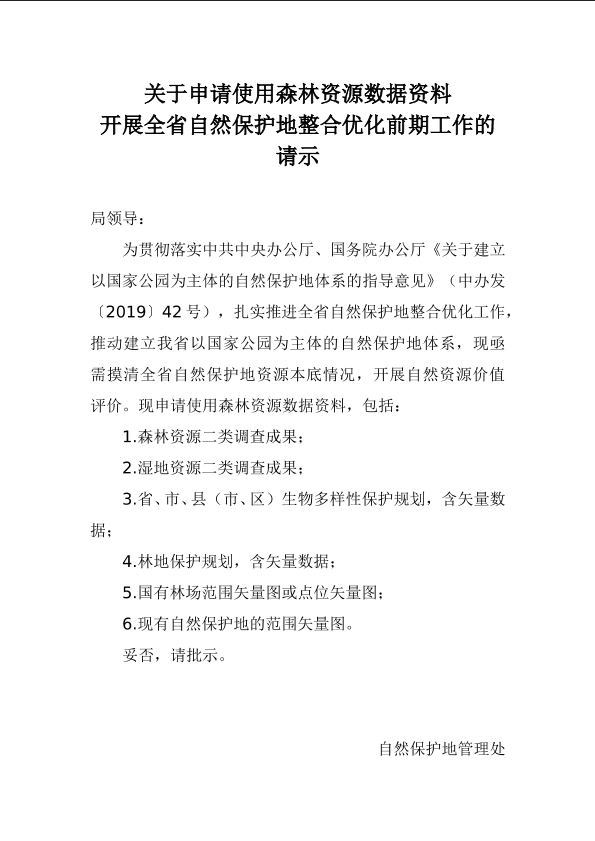 关于申请使用森林资源数据资料
开展全省自然保护地整合优化前期工作的
请示
局领导：
为贯彻落实中共中央办公厅、国务院办公厅《关于建立
以国家公园为主体的自然保护地体系的指导意见》（中办发
〔2019〕42 号），扎实推进全省自然保护地整合优化工作，
推动建立我省以国家公园为主体的自然保护地体系，现亟
需摸清全省自然保护地资源本底情况，开展自然资源价值
评价。现申请使用森林资源数据资料，包括：
1.森林资源二类调查成果；
2.湿地资源二类调查成果；
3.省、市、县（市、区）生物多样性保护规划，含矢量数
据；
4.林地保护规划，含矢量数据；
5.国有林场范围矢量图或点位矢量图；
6.现有自然保护地的范围矢量图。
妥否，请批示。
自然保护地管理处